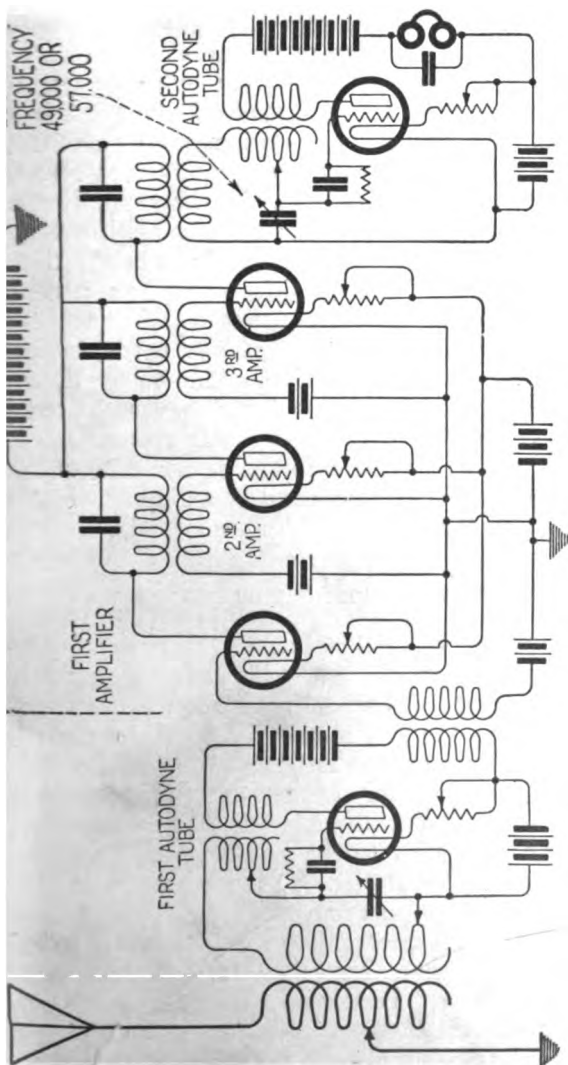 FIRST AUTODYNE
TUBE
FIRST
AMPLIFIER
2ND
AMP.
3RD
AMP.
SECOND
AUTODYNE
TUBE
FREQUENCY
49,000 OR
57,000